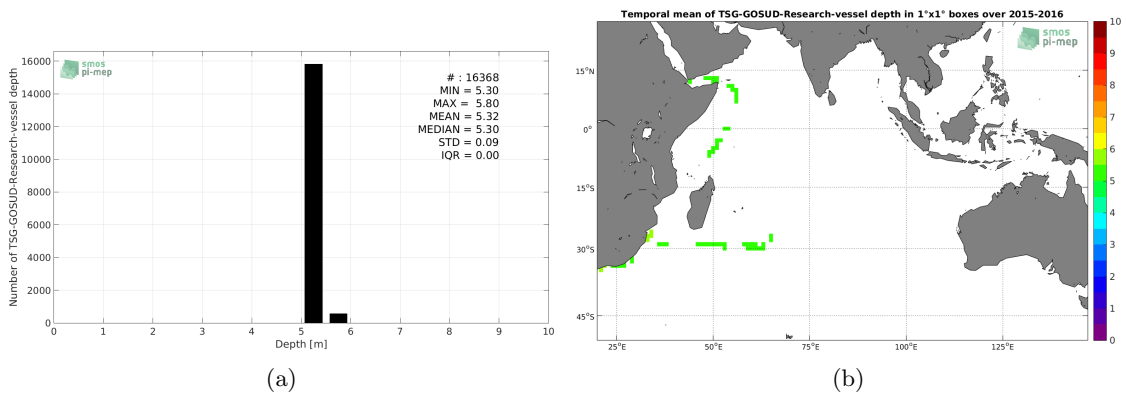 smos
pi-mep
# : 16368
MIN = 5.30
MAX = 5.80
MEAN = 5.32
MEDIAN = 5.30
STD = 0.09
IQR = 0.00
Number of TSG-GOSUD-Research-vessel depth
16000
14000
12000
10000
8000
6000
4000
2000
0
0 1 2 3 4 5 6 7 8 9 10
Depth [m]
(a)
Temporal mean of TSG-GOSUD-Research-vessel depth in 1°x1° boxes over 2015-2016
smos
pi-mep
15°N
0°
15°S
30°S
45°S
25°E 50°E 75°E 100°E 125°E
10
9
8
7
6
5
4
3
2
1
0
(b)